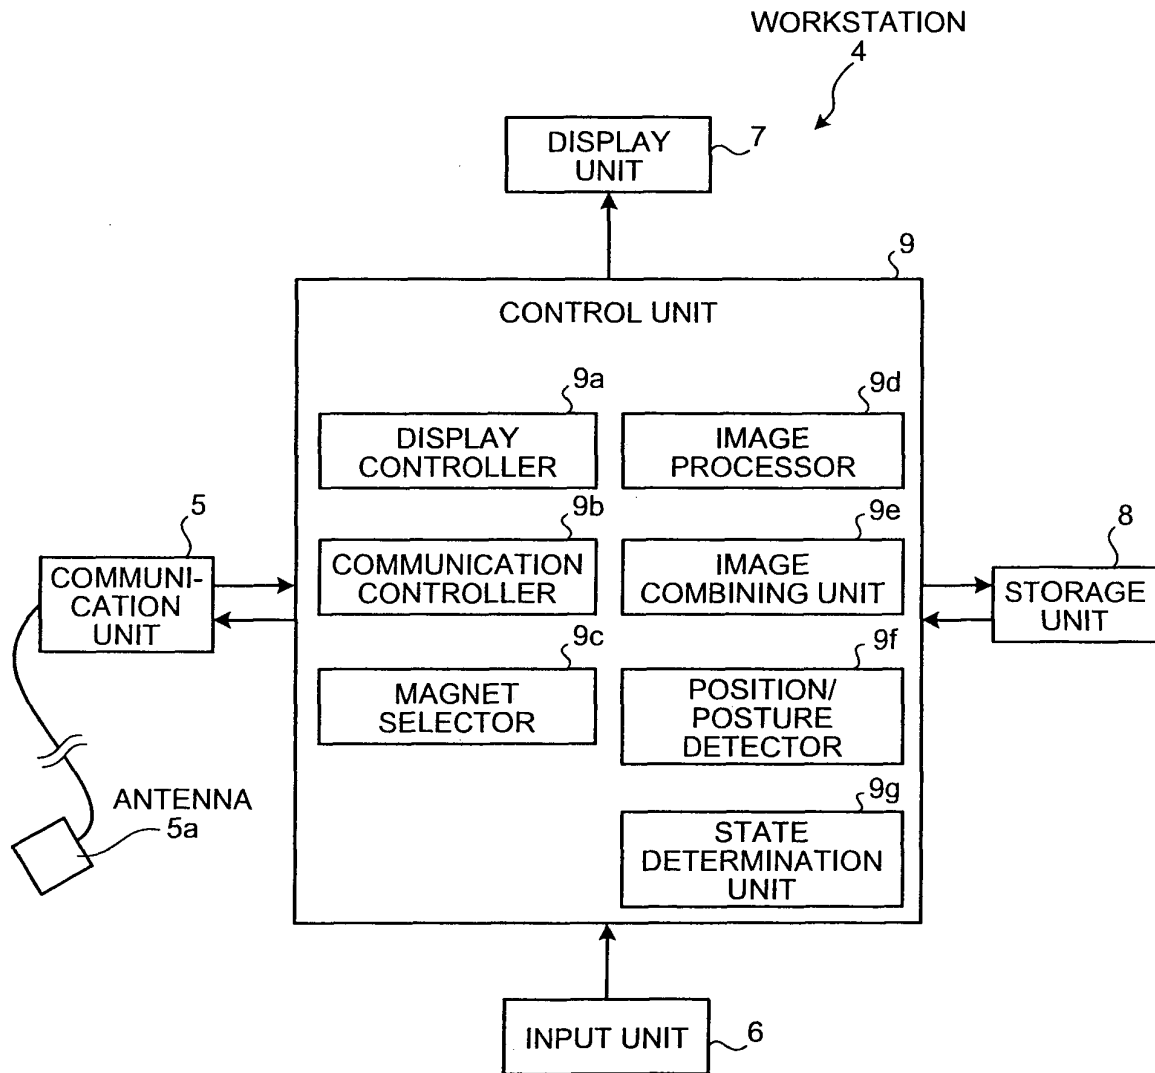 WORKSTATION
4
DISPLAY
UNIT
7
9
CONTROL UNIT
9a
DISPLAY
CONTROLLER
9d
IMAGE
PROCESSOR
9b
COMMUNICATION
CONTROLLER
9e
IMAGE
COMBINING UNIT
9c
MAGNET
SELECTOR
9f
POSITION/
POSTURE
DETECTOR
9g
STATE
DETERMINATION
UNIT
5
COMMUNI-
CATION
UNIT
8
STORAGE
UNIT
ANTENNA
5a
INPUT UNIT
6